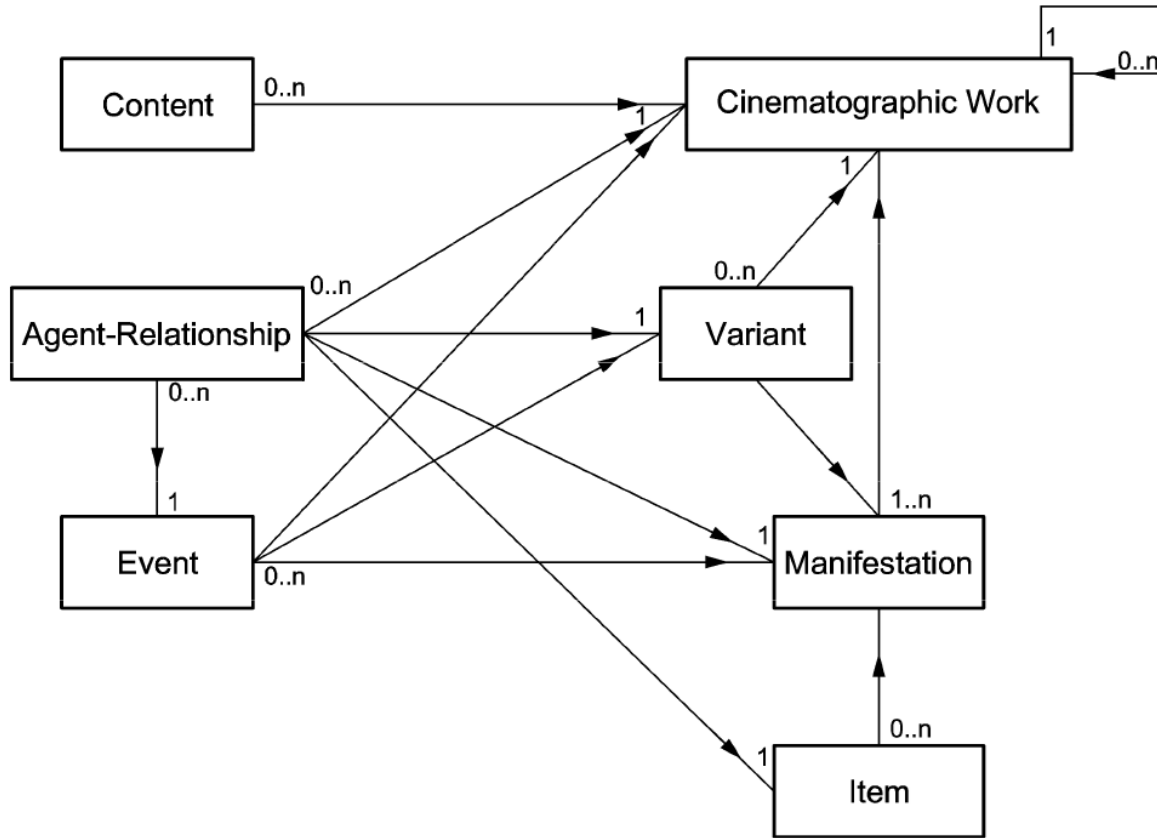 1
0..n
Content
0..n
1
Cinematographic Work
1
0..n
0..n
Agent-Relationship
1
Variant
0..n
1
1..n
Event
0..n
1
Manifestation
1
0..n
Item